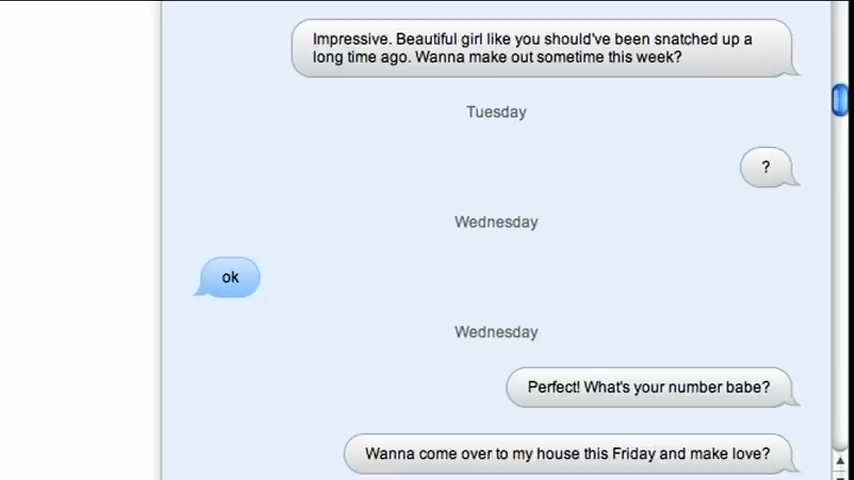 Impressive. Beautiful girl like you should've been snatched up a
long time ago. Wanna make out sometime this week?
Tuesday
?
Wednesday
ok
Wednesday
Perfect! What's your number babe?
Wanna come over to my house this Friday and make love?